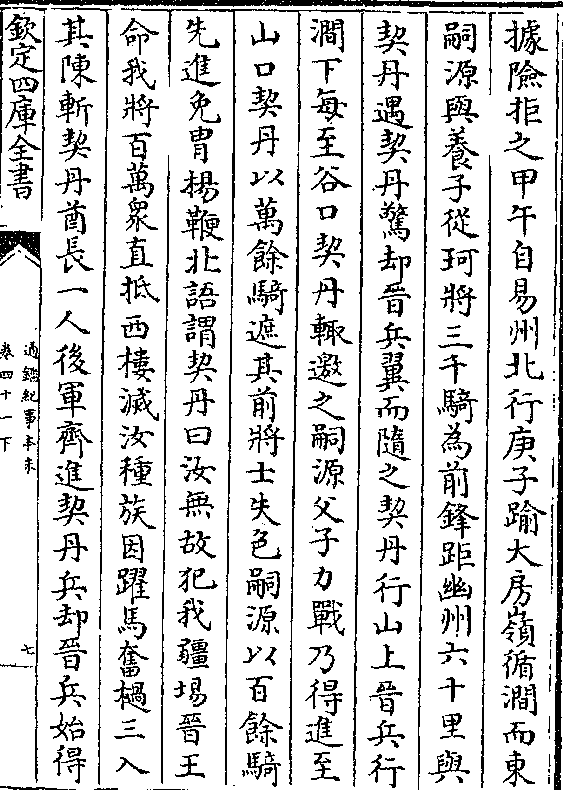 據險拒之甲午自易州北行庚子踰大房嶺循澗而東
嗣源與養子從珂將三千騎為前鋒距幽州六十里與
契丹遇契丹驚却晉兵翼而隨之契丹行山上晉兵行
澗下每至谷口契丹輒邀之嗣源父子力戰乃得進至
山口契丹以萬餘騎遮其前將士失色嗣源以百餘騎
先進免胄揚鞭北語謂契丹曰汝無故犯我疆埸晉王
命我將百萬衆直抵西樓滅汝種族因躍馬奮檛三入
其陳斬契丹酋長一人後軍齊進契丹兵却晉兵始得
欽定四庫全書
通鑑紀事本末
卷四十一下
七